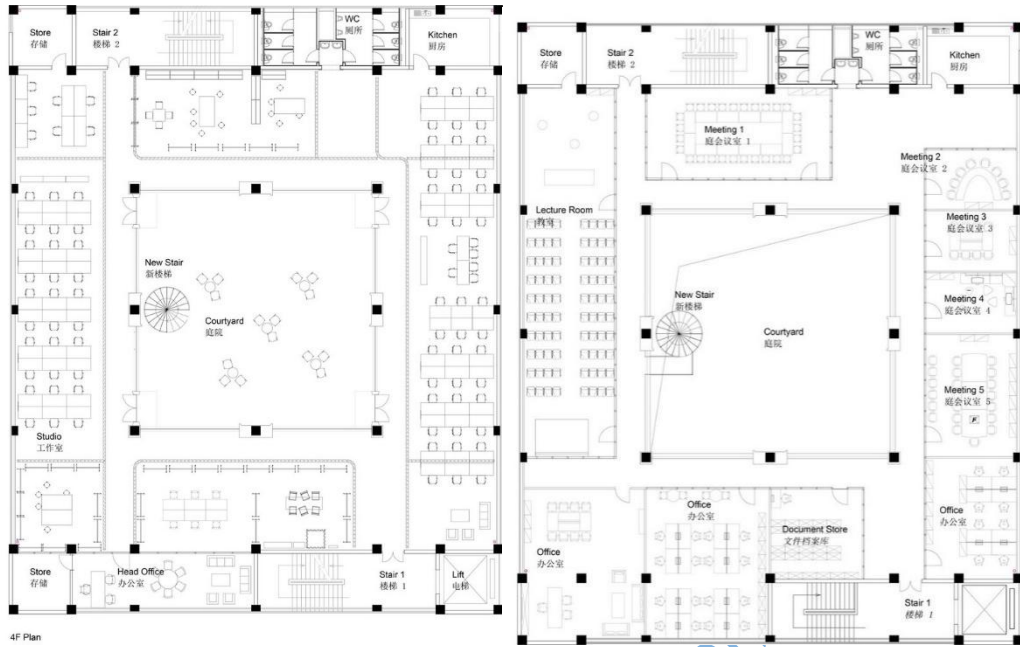 Store
存储
Stair 2
楼梯 2
WC
厕所
Kitchen
厨房
New Stair
新楼梯
Courtyard
庭院
Studio
工作室
Store
存储
Head Office
办公室
Stair 1
楼梯 1
Lift
电梯
4F Plan
Store
存储
Stair 2
楼梯 2
WC
厕所
Kitchen
厨房
Meeting 1
庭会议室 1
Meeting 2
庭会议室 2
Lecture Room
教室
Meeting 3
庭会议室 3
New Stair
新楼梯
Meeting 4
庭会议室 4
Courtyard
庭院
Meeting 5
庭会议室 5
F
Office
办公室
Document Store
文件档案库
Office
办公室
Office
办公室
Stair 1
楼梯 1